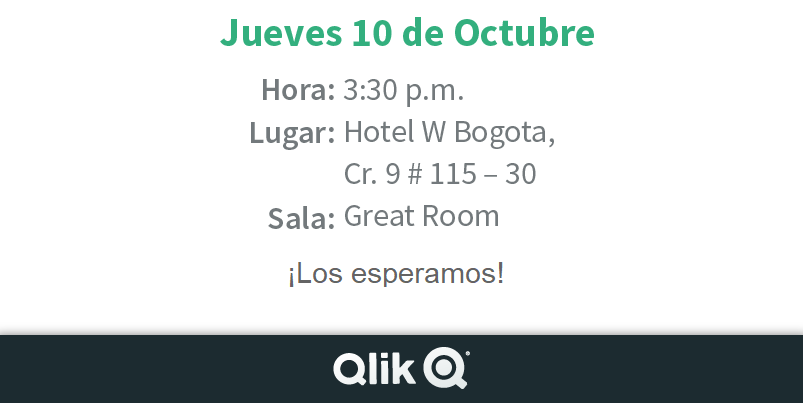 Jueves 10 de Octubre
Hora: 3:30 p.m.
Lugar: Hotel W Bogota,
Cr. 9 # 115 – 30
Sala: Great Room
¡Los esperamos!
Qlik